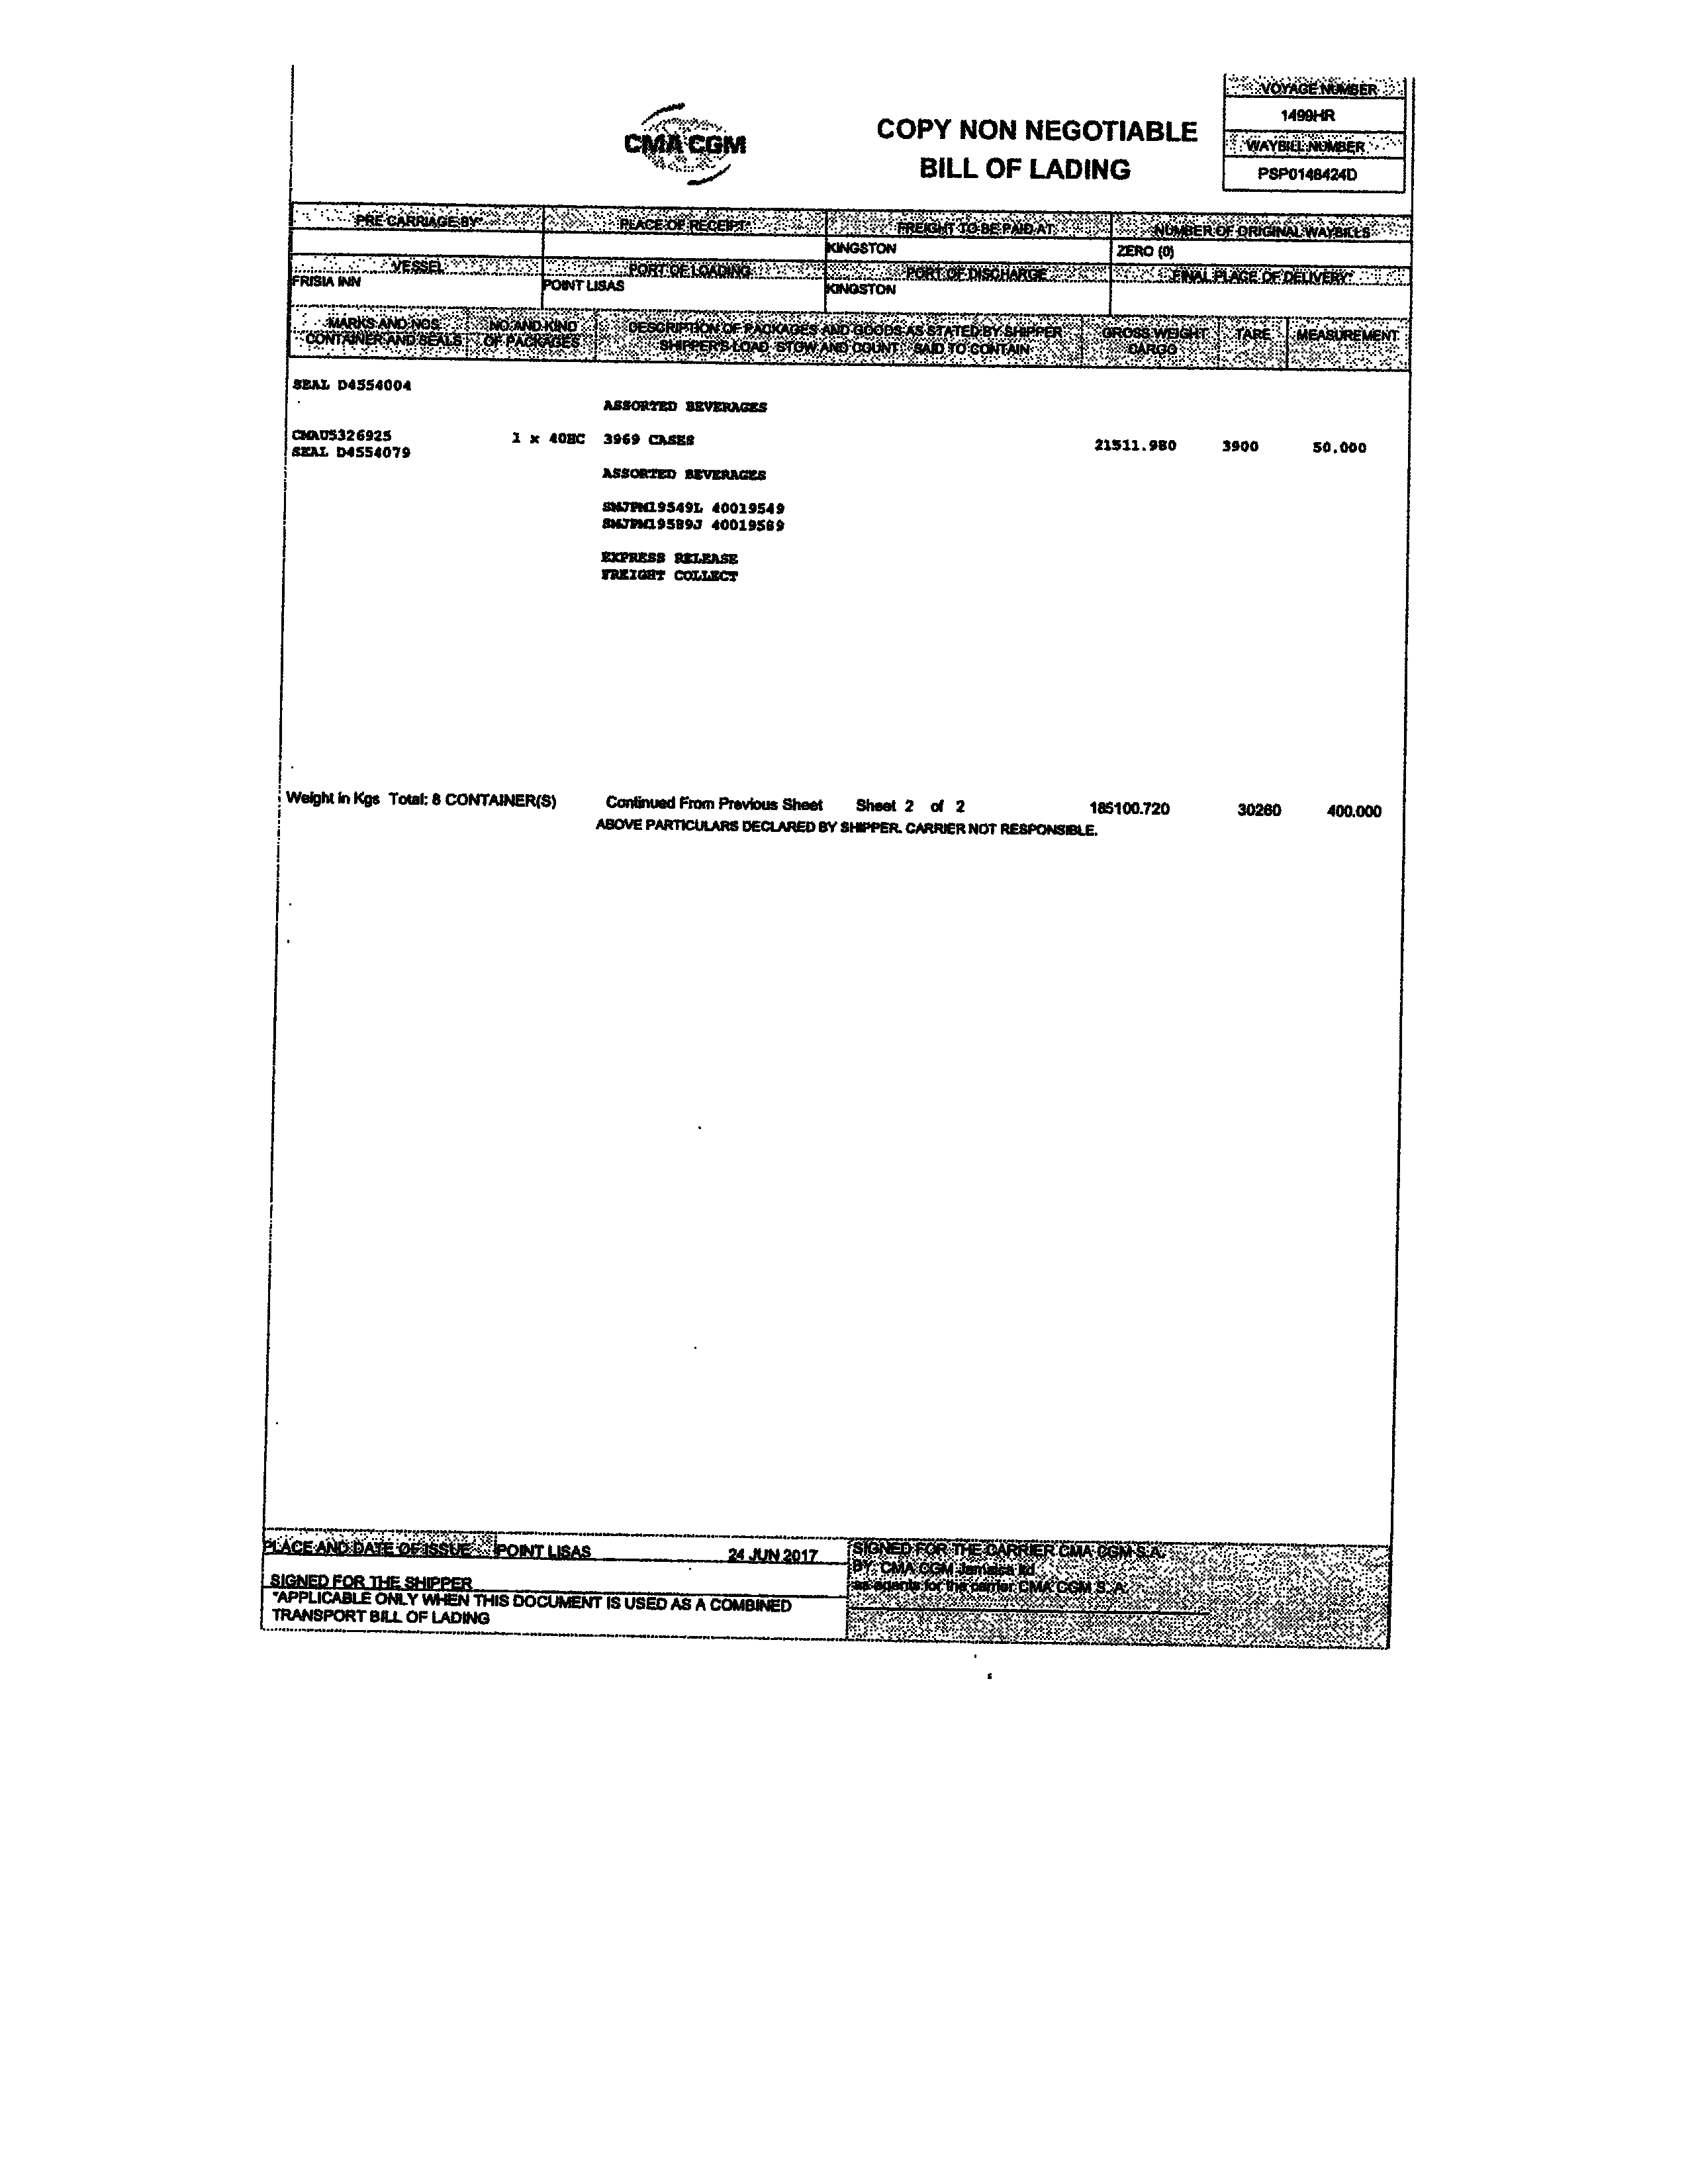 VOYAGE NUMBER
1499HR
WAYBILL NUMBER
PSP0148424D
CMA CGM
COPY NON NEGOTIABLE
BILL OF LADING
PRE CARRIAGE BY* PLACE OF RECEIPT* FREIGHT TO BE PAID AT NUMBER OF ORIGINAL WAYBILLS
KINGSTON ZERO (0)
VESSEL PORT OF LOADING PORT OF DISCHARGE FINAL PLACE OF DELIVERY*
FRISIA INN POINT LISAS KINGSTON
MARKS AND NOS NO AND KIND DESCRIPTION OF PACKAGES AND GOODS AS STATED BY SHIPPER GROSS WEIGHT TARE MEASUREMENT
CONTAINER AND SEALS OF PACKAGES SHIPPER'S LOAD STOW AND COUNT SAID TO CONTAIN CARGO
SEAL D4554004
ASSORTED BEVERAGES
CMAU5326925 1 x 40HC 3969 CASES 21511.980 3900 50.000
SEAL D4554079
ASSORTED BEVERAGES
SMJPM19549L 40019549
SMJPM19589J 40019589
EXPRESS RELEASE
FREIGHT COLLECT
Weight in Kgs Total: 8 CONTAINER(S) Continued From Previous Sheet Sheet 2 of 2 185100.720 30260 400.000
ABOVE PARTICULARS DECLARED BY SHIPPER. CARRIER NOT RESPONSIBLE.
PLACE AND DATE OF ISSUE POINT LISAS 24 JUN 2017
SIGNED FOR THE SHIPPER
*APPLICABLE ONLY WHEN THIS DOCUMENT IS USED AS A COMBINED
TRANSPORT BILL OF LADING
SIGNED FOR THE CARRIER CMA CGM S.A.
BY CMA CGM Jamaica ltd
as agents for the carrier CMA CGM S. A.